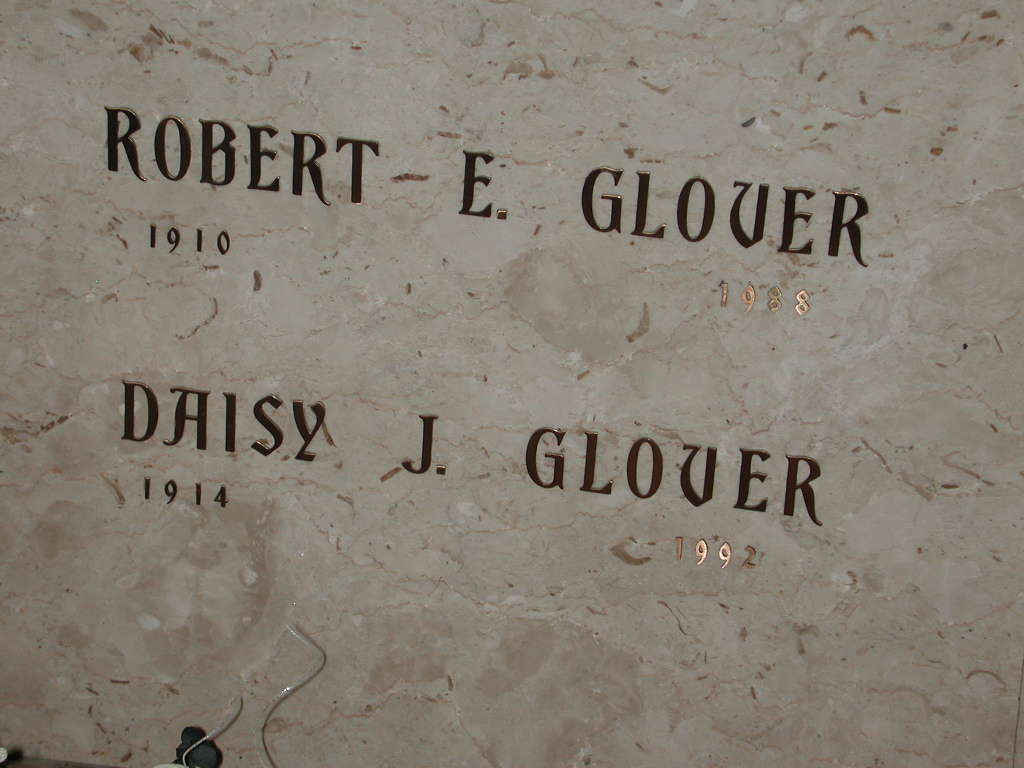 ROBERT E. GLOVER
1910 1988
DAISY J. GLOVER
1914 1992